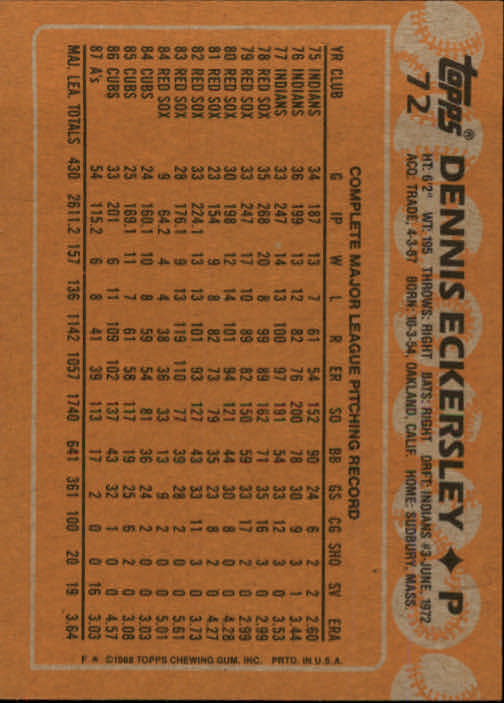 topps® DENNIS ECKERSLEY ✦ P
72
HT: 6'2" WT: 195 THROWS: RIGHT BATS: RIGHT DRFT: INDIANS #3-JUNE, 1972
ACQ: TRADE, 4-3-87 BORN: 10-3-54, OAKLAND, CALIF. HOME: SUDBURY, MASS.
COMPLETE MAJOR LEAGUE PITCHING RECORD
YR CLUB G IP W L R ER SO BB GS CG SHO SV ERA
75 INDIANS 34 187 13 7 61 54 152 90 24 6 2 2 2.60
76 INDIANS 36 199 13 12 82 76 200 78 30 9 3 1 3.44
77 INDIANS 33 247 14 13 100 97 191 54 33 12 3 0 3.53
78 RED SOX 35 268 20 8 99 89 162 71 35 16 3 0 2.99
79 RED SOX 33 247 17 10 89 82 150 59 33 17 2 0 2.99
80 RED SOX 30 198 12 14 101 94 121 44 30 8 0 0 4.28
81 RED SOX 23 154 9 8 82 73 79 35 23 8 2 0 4.27
82 RED SOX 33 224.1 13 13 101 93 127 43 33 11 3 0 3.73
83 RED SOX 28 176.1 9 13 119 110 77 39 28 2 0 0 5.61
84 RED SOX 9 64.2 4 4 38 36 33 13 9 2 0 0 5.01
84 CUBS 24 160.1 10 8 59 54 81 36 24 2 0 0 3.03
85 CUBS 25 169.1 11 7 61 58 117 19 25 6 2 0 3.08
86 CUBS 33 201 6 11 109 102 137 43 32 1 0 0 4.57
87 A's 54 115.2 6 8 41 39 113 17 2 0 0 16 3.03
MAJ. LEA. TOTALS 430 2611.2 157 136 1142 1057 1740 641 361 100 20 19 3.64
F * ©1988 TOPPS CHEWING GUM, INC. PRTD. IN U.S.A.